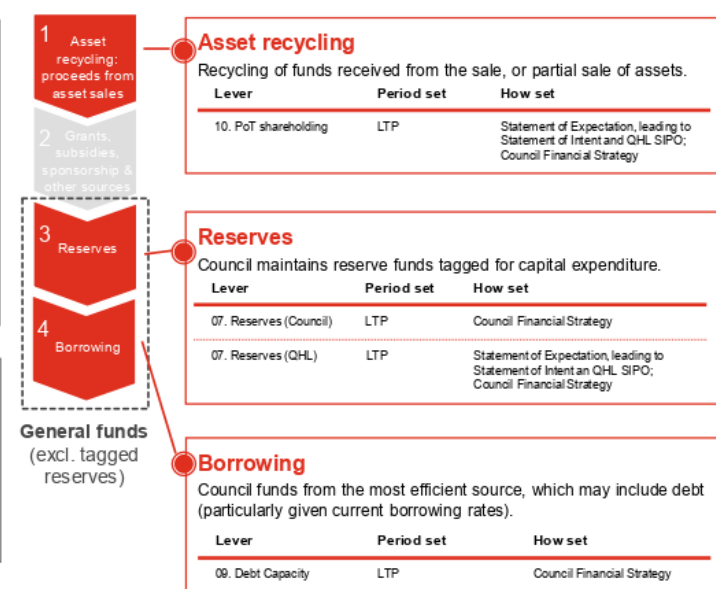 1 Asset
recycling:
proceeds from
asset sales
2 Grants,
subsidies,
sponsorship &
other sources
3
Reserves
4
Borrowing
General funds
(excl. tagged
reserves)
Asset recycling
Recycling of funds received from the sale, or partial sale of assets.
Lever Period set How set
10. PoT shareholding LTP Statement of Expectation, leading to
Statement of Intent and QHL SIPO;
Council Financial Strategy
Reserves
Council maintains reserve funds tagged for capital expenditure.
Lever Period set How set
07. Reserves (Council) LTP Council Financial Strategy
07. Reserves (QHL) LTP Statement of Expectation, leading to
Statement of Intent an QHL SIPO;
Council Financial Strategy
Borrowing
Council funds from the most efficient source, which may include debt
(particularly given current borrowing rates).
Lever Period set How set
09. Debt Capacity LTP Council Financial Strategy